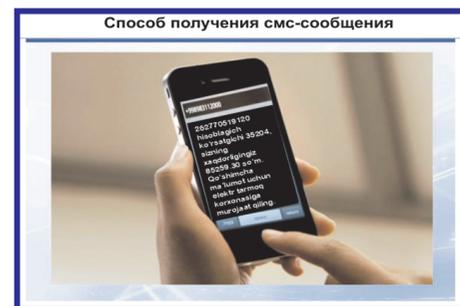 Способ получения смс-сообщения
+998983112000
262770519120
hisoblagich
ko'rsatgichi 35204,
sizning
xaqdorligingiz
85259.30 so'm.
Qo'shimcha
ma'lumot uchun
elektr tarmoq
korxonasiga
murojaat qiling.